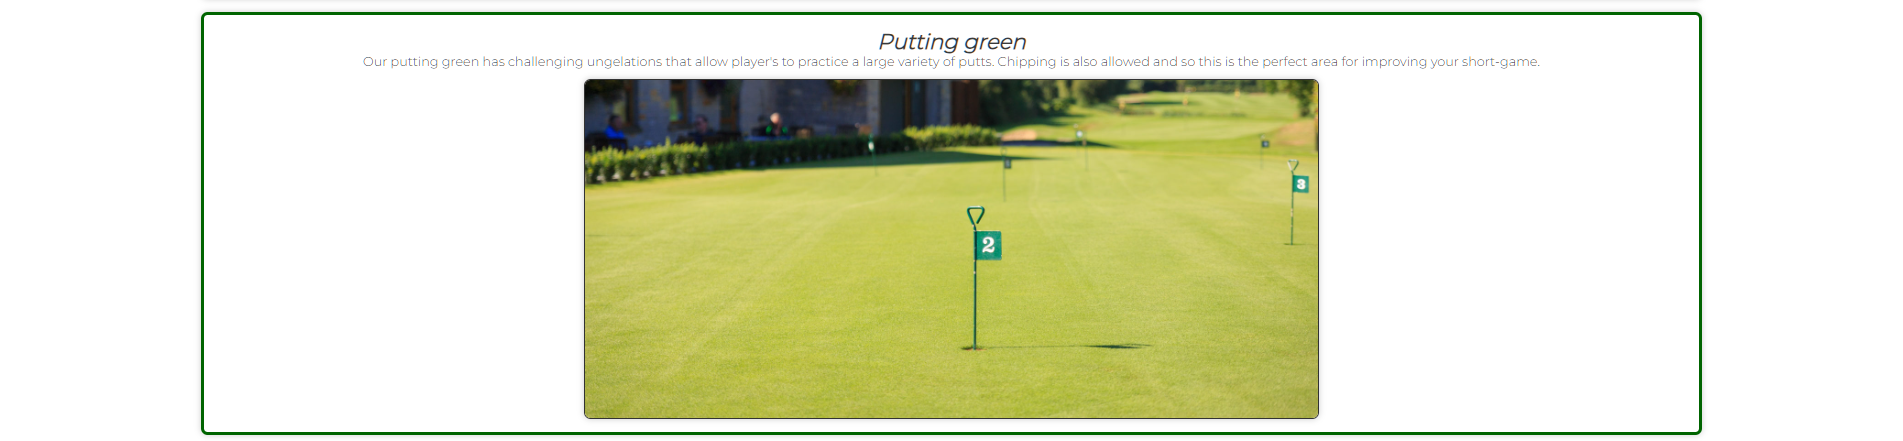 Putting green
Our putting green has challenging ungelations that allow player's to practice a large variety of putts. Chipping is also allowed and so this is the perfect area for improving your short-game.
3
2